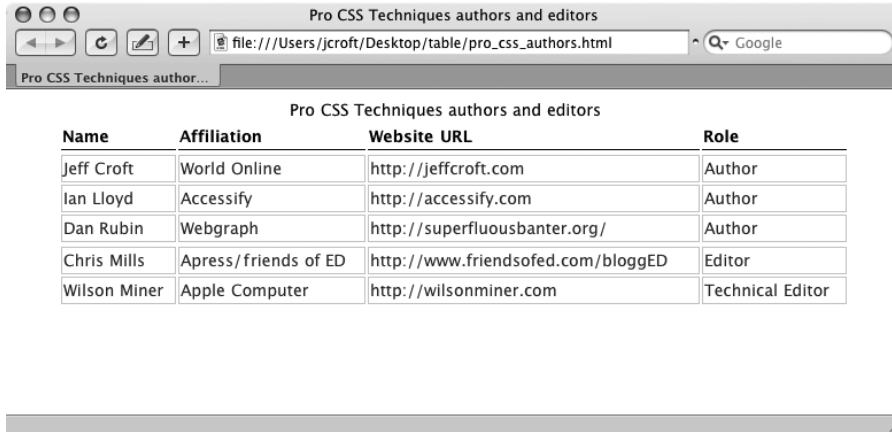 Pro CSS Techniques authors and editors
file:///Users/jcroft/Desktop/table/pro_css_authors.html
Google
Pro CSS Techniques author...
Pro CSS Techniques authors and editors
Name Affiliation Website URL Role
Jeff Croft World Online http://jeffcroft.com Author
Ian Lloyd Accessify http://accessify.com Author
Dan Rubin Webgraph http://superfluousbanter.org/ Author
Chris Mills Apress/friends of ED http://www.friendsofed.com/bloggED Editor
Wilson Miner Apple Computer http://wilsonminer.com Technical Editor